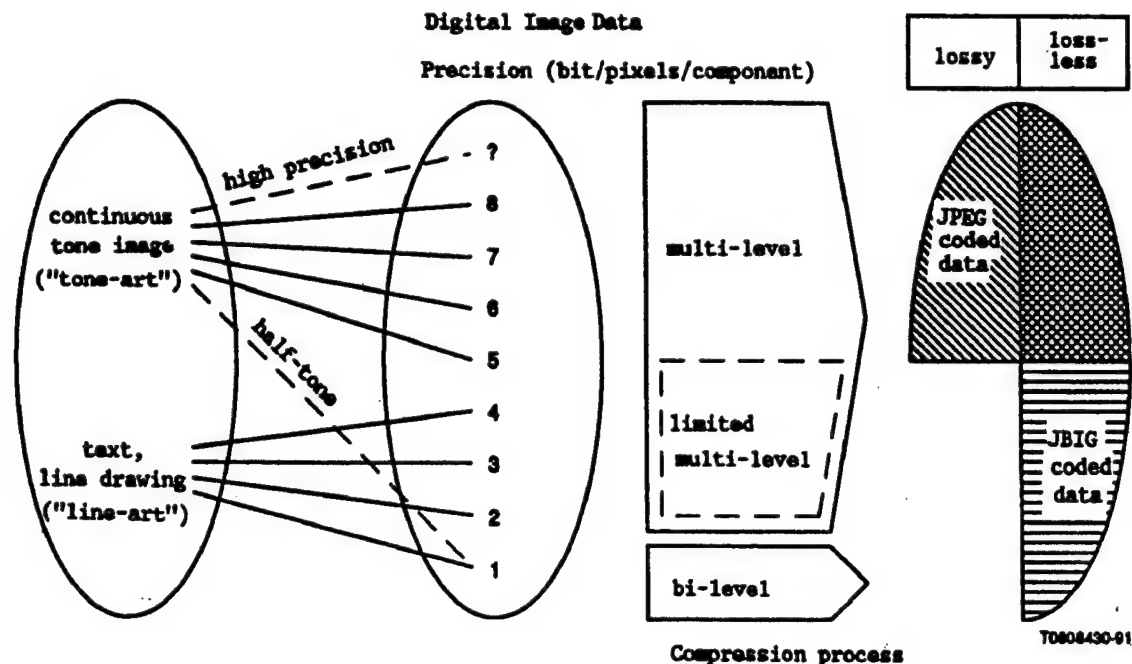 Digital Image Data
Precision (bit/pixels/component)
lossy
loss-
less
high precision
continuous
tone image
("tone-art")
half-tone
text,
line drawing
("line-art")
?
8
7
6
5
4
3
2
1
multi-level
limited
multi-level
bi-level
JPEG
coded
data
JBIG
coded
data
T0808430-91
Compression process